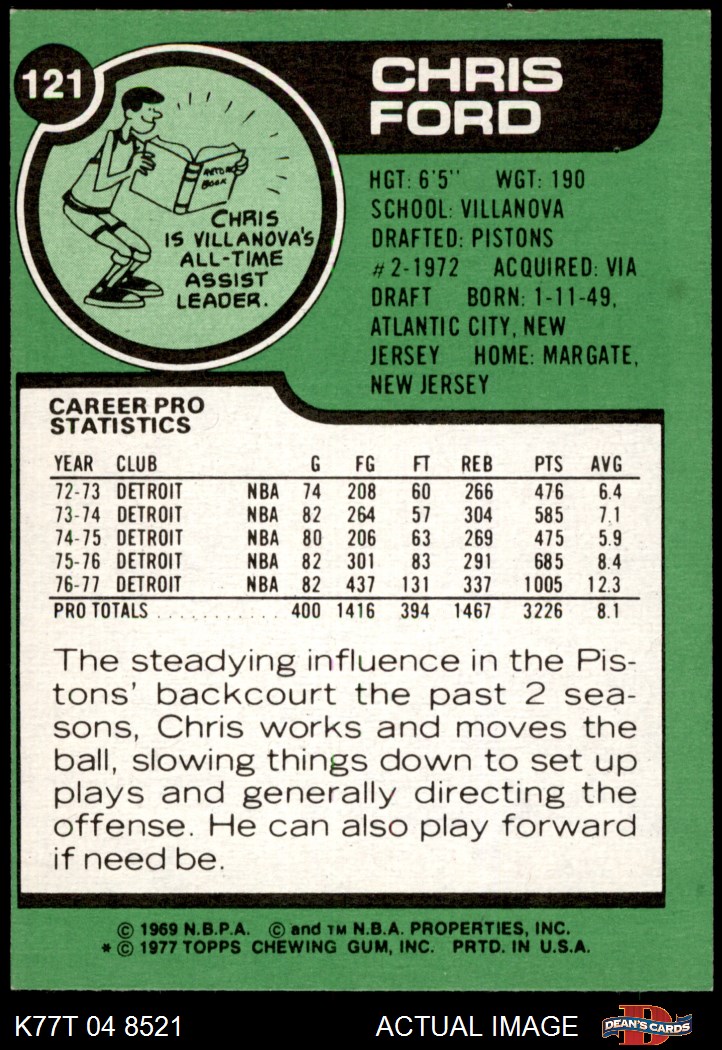 121
CHRIS
FORD
RECORD
BOOK
CHRIS
IS VILLANOVA'S
ALL-TIME
ASSIST
LEADER.
HGT: 6'5" WGT: 190
SCHOOL: VILLANOVA
DRAFTED: PISTONS
#2-1972 ACQUIRED: VIA
DRAFT BORN: 1-11-49,
ATLANTIC CITY, NEW
JERSEY HOME: MARGATE,
NEW JERSEY
CAREER PRO
STATISTICS
YEAR CLUB G FG FT REB PTS AVG
72-73 DETROIT NBA 74 208 60 266 476 6.4
73-74 DETROIT NBA 82 264 57 304 585 7.1
74-75 DETROIT NBA 80 206 63 269 475 5.9
75-76 DETROIT NBA 82 301 83 291 685 8.4
76-77 DETROIT NBA 82 437 131 337 1005 12.3
PRO TOTALS . . . . . . . . . . . 400 1416 394 1467 3226 8.1
The steadying influence in the Pis-
tons' backcourt the past 2 sea-
sons, Chris works and moves the
ball, slowing things down to set up
plays and generally directing the
offense. He can also play forward
if need be.
© 1969 N.B.P.A. © and TM N.B.A. PROPERTIES, INC.
* © 1977 TOPPS CHEWING GUM, INC. PRTD. IN U.S.A.
K77T 04 8521 ACTUAL IMAGE D DEAN'S CARDS